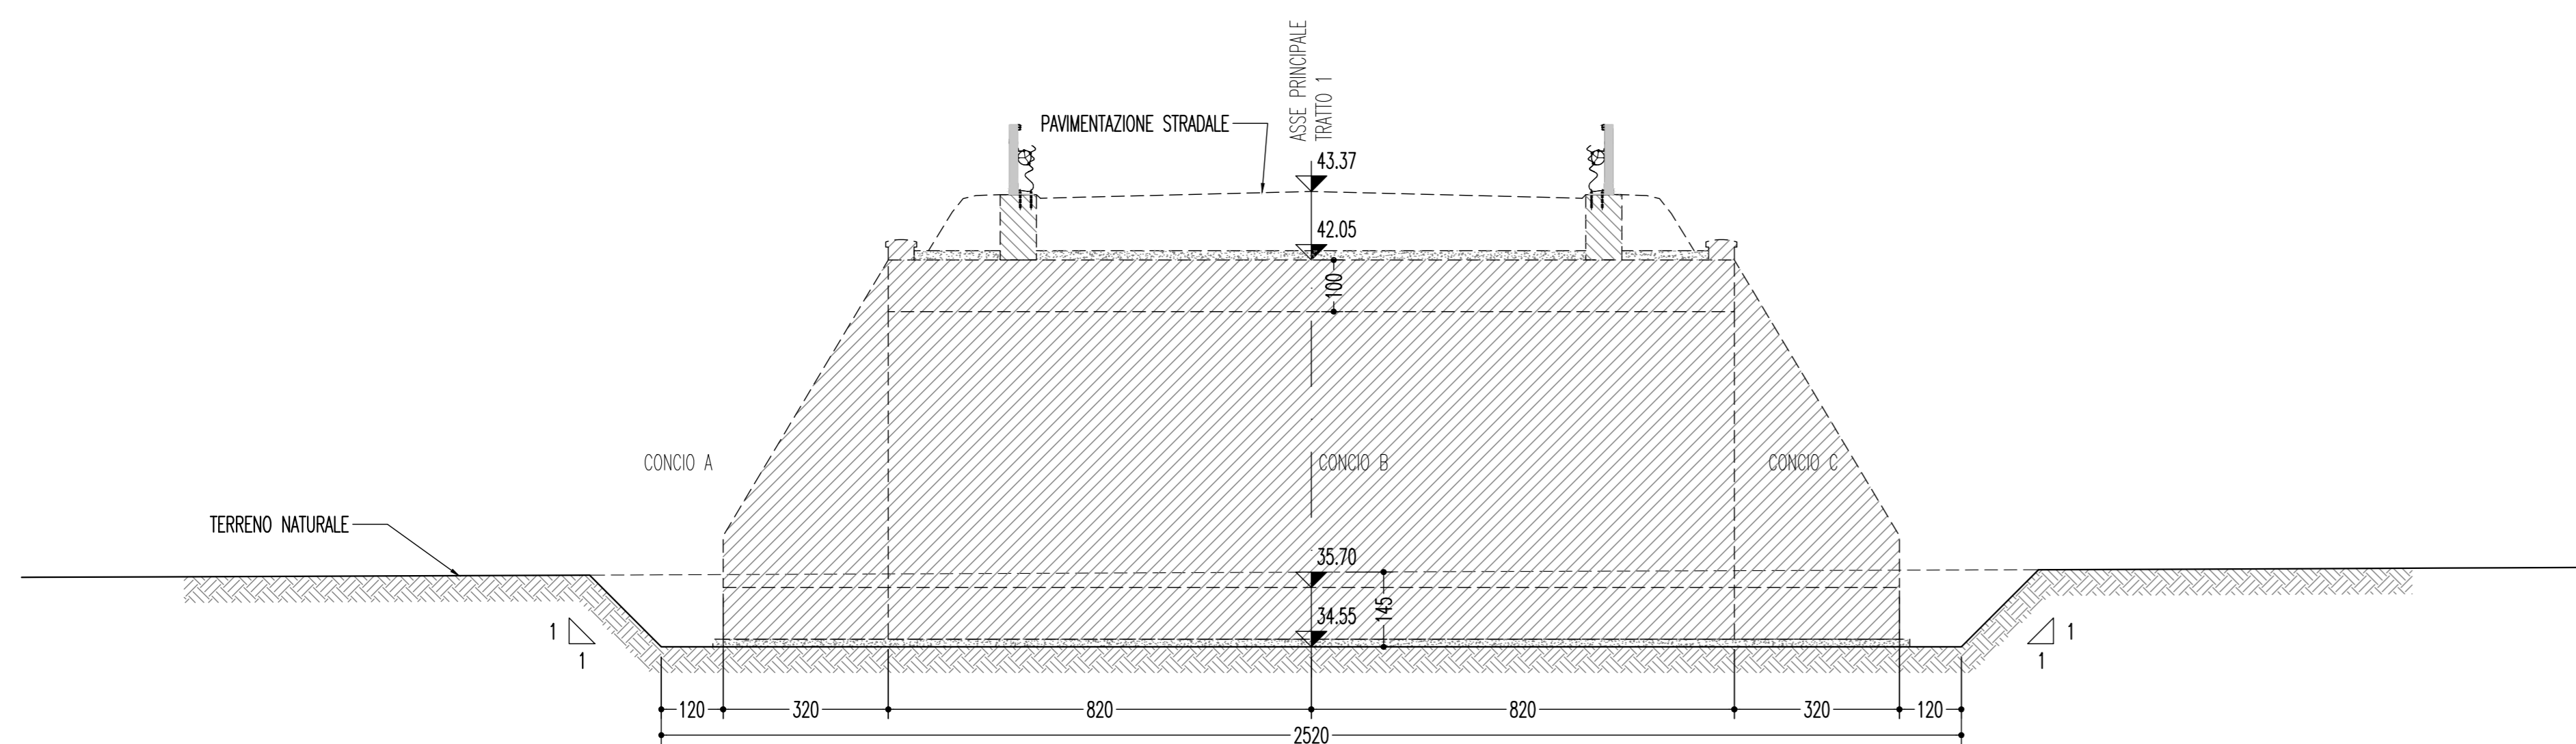 ASSE PRINCIPALE
TRATTO 1
PAVIMENTAZIONE STRADALE
43.37
42.05
100
CONCIO A
CONCIO B
CONCIO C
TERRENO NATURALE
35.70
34.55
145
1
1
1
1
120
320
820
820
320
120
2520